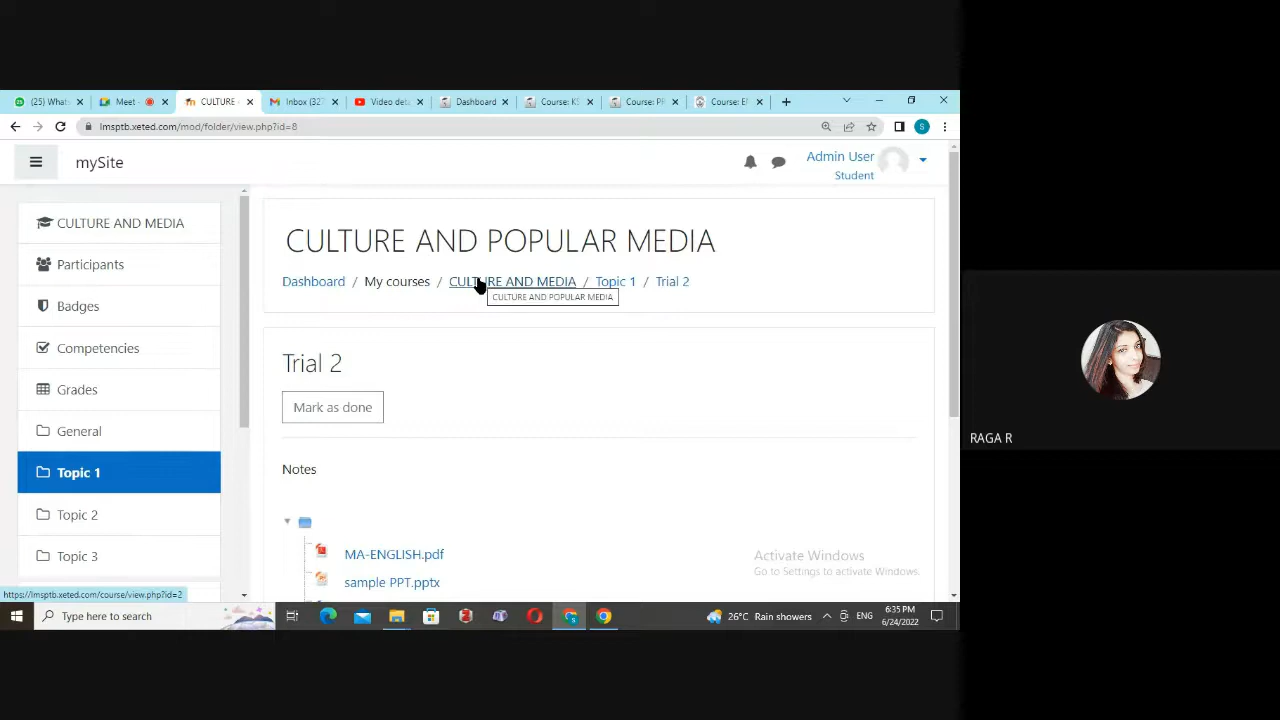 (25) What
Meet -
CULTURE
Inbox (327
Video deta
Dashboard
Course: K
Course: PR
Course: E
lmsptb.xeted.com/mod/folder/view.php?id=8
S
mySite
Admin User
Student
CULTURE AND MEDIA
Participants
Badges
Competencies
Grades
General
Topic 1
Topic 2
Topic 3
CULTURE AND POPULAR MEDIA
Dashboard / My courses / CULTURE AND MEDIA / Topic 1 / Trial 2
CULTURE AND POPULAR MEDIA
Trial 2
Mark as done
Notes
MA-ENGLISH.pdf
sample PPT.pptx
Activate Windows
Go to Settings to activate Windows.
https://lmsptb.xeted.com/course/view.php?id=2
Type here to search
26°C Rain showers
ENG
6:35 PM
6/24/2022
RAGA R